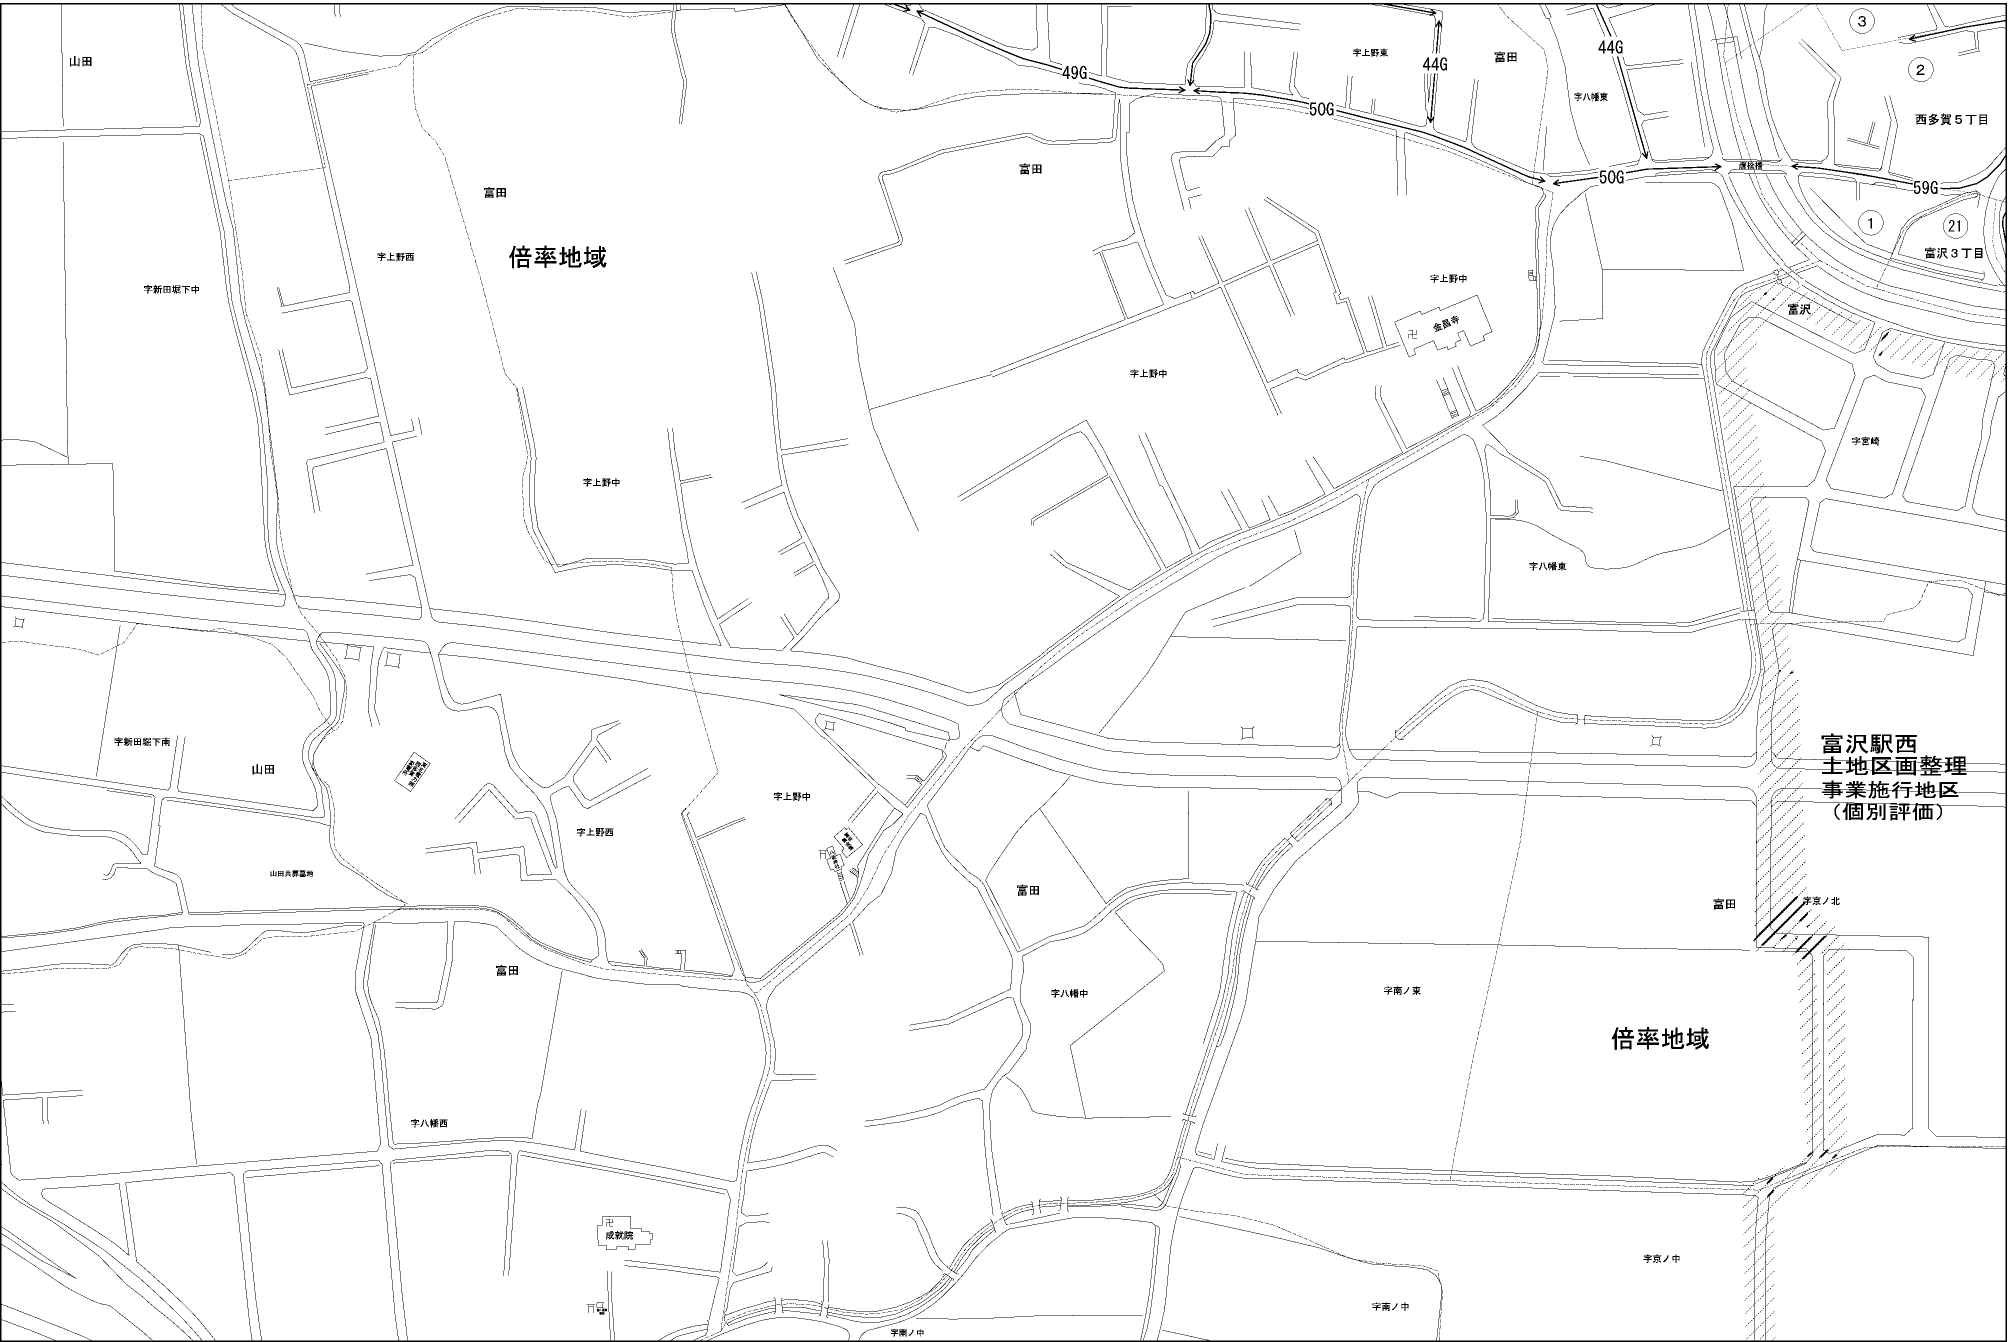 3
44G
44G
字上野東
富田
山田
2
49G
字八幡東
50G
西多賀５丁目
富田
50G
59G
富田
1
21
富沢３丁目
倍率地域
字上野西
字上野中
字新田堀下中
富沢
金昌寺
字上野中
字宮崎
字上野中
字八幡東
字新田堀下南
山田
富沢駅西
土地区画整理
事業施行地区
（個別評価）
字上野中
字上野西
山田共葬墓地
富田
富田
字京ノ北
富田
字八幡中
字南ノ東
倍率地域
字八幡西
成就院
字京ノ中
字南ノ中
字南ノ中